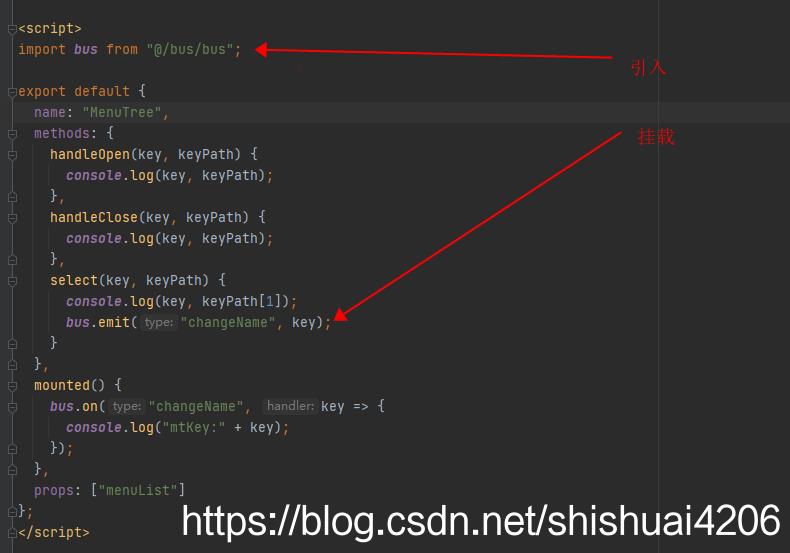 <script>
import bus from "@/bus/bus";
引入
export default {
name: "MenuTree",
methods: {
挂载
handleOpen(key, keyPath) {
console.log(key, keyPath);
},
handleClose(key, keyPath) {
console.log(key, keyPath);
},
select(key, keyPath) {
console.log(key, keyPath[1]);
bus.emit( type: "changeName", key);
}
},
mounted() {
bus.on( type: "changeName", handler: key => {
console.log("mtKey:" + key);
});
},
props: ["menuList"]
};
</script>
https://blog.csdn.net/shishuai4206